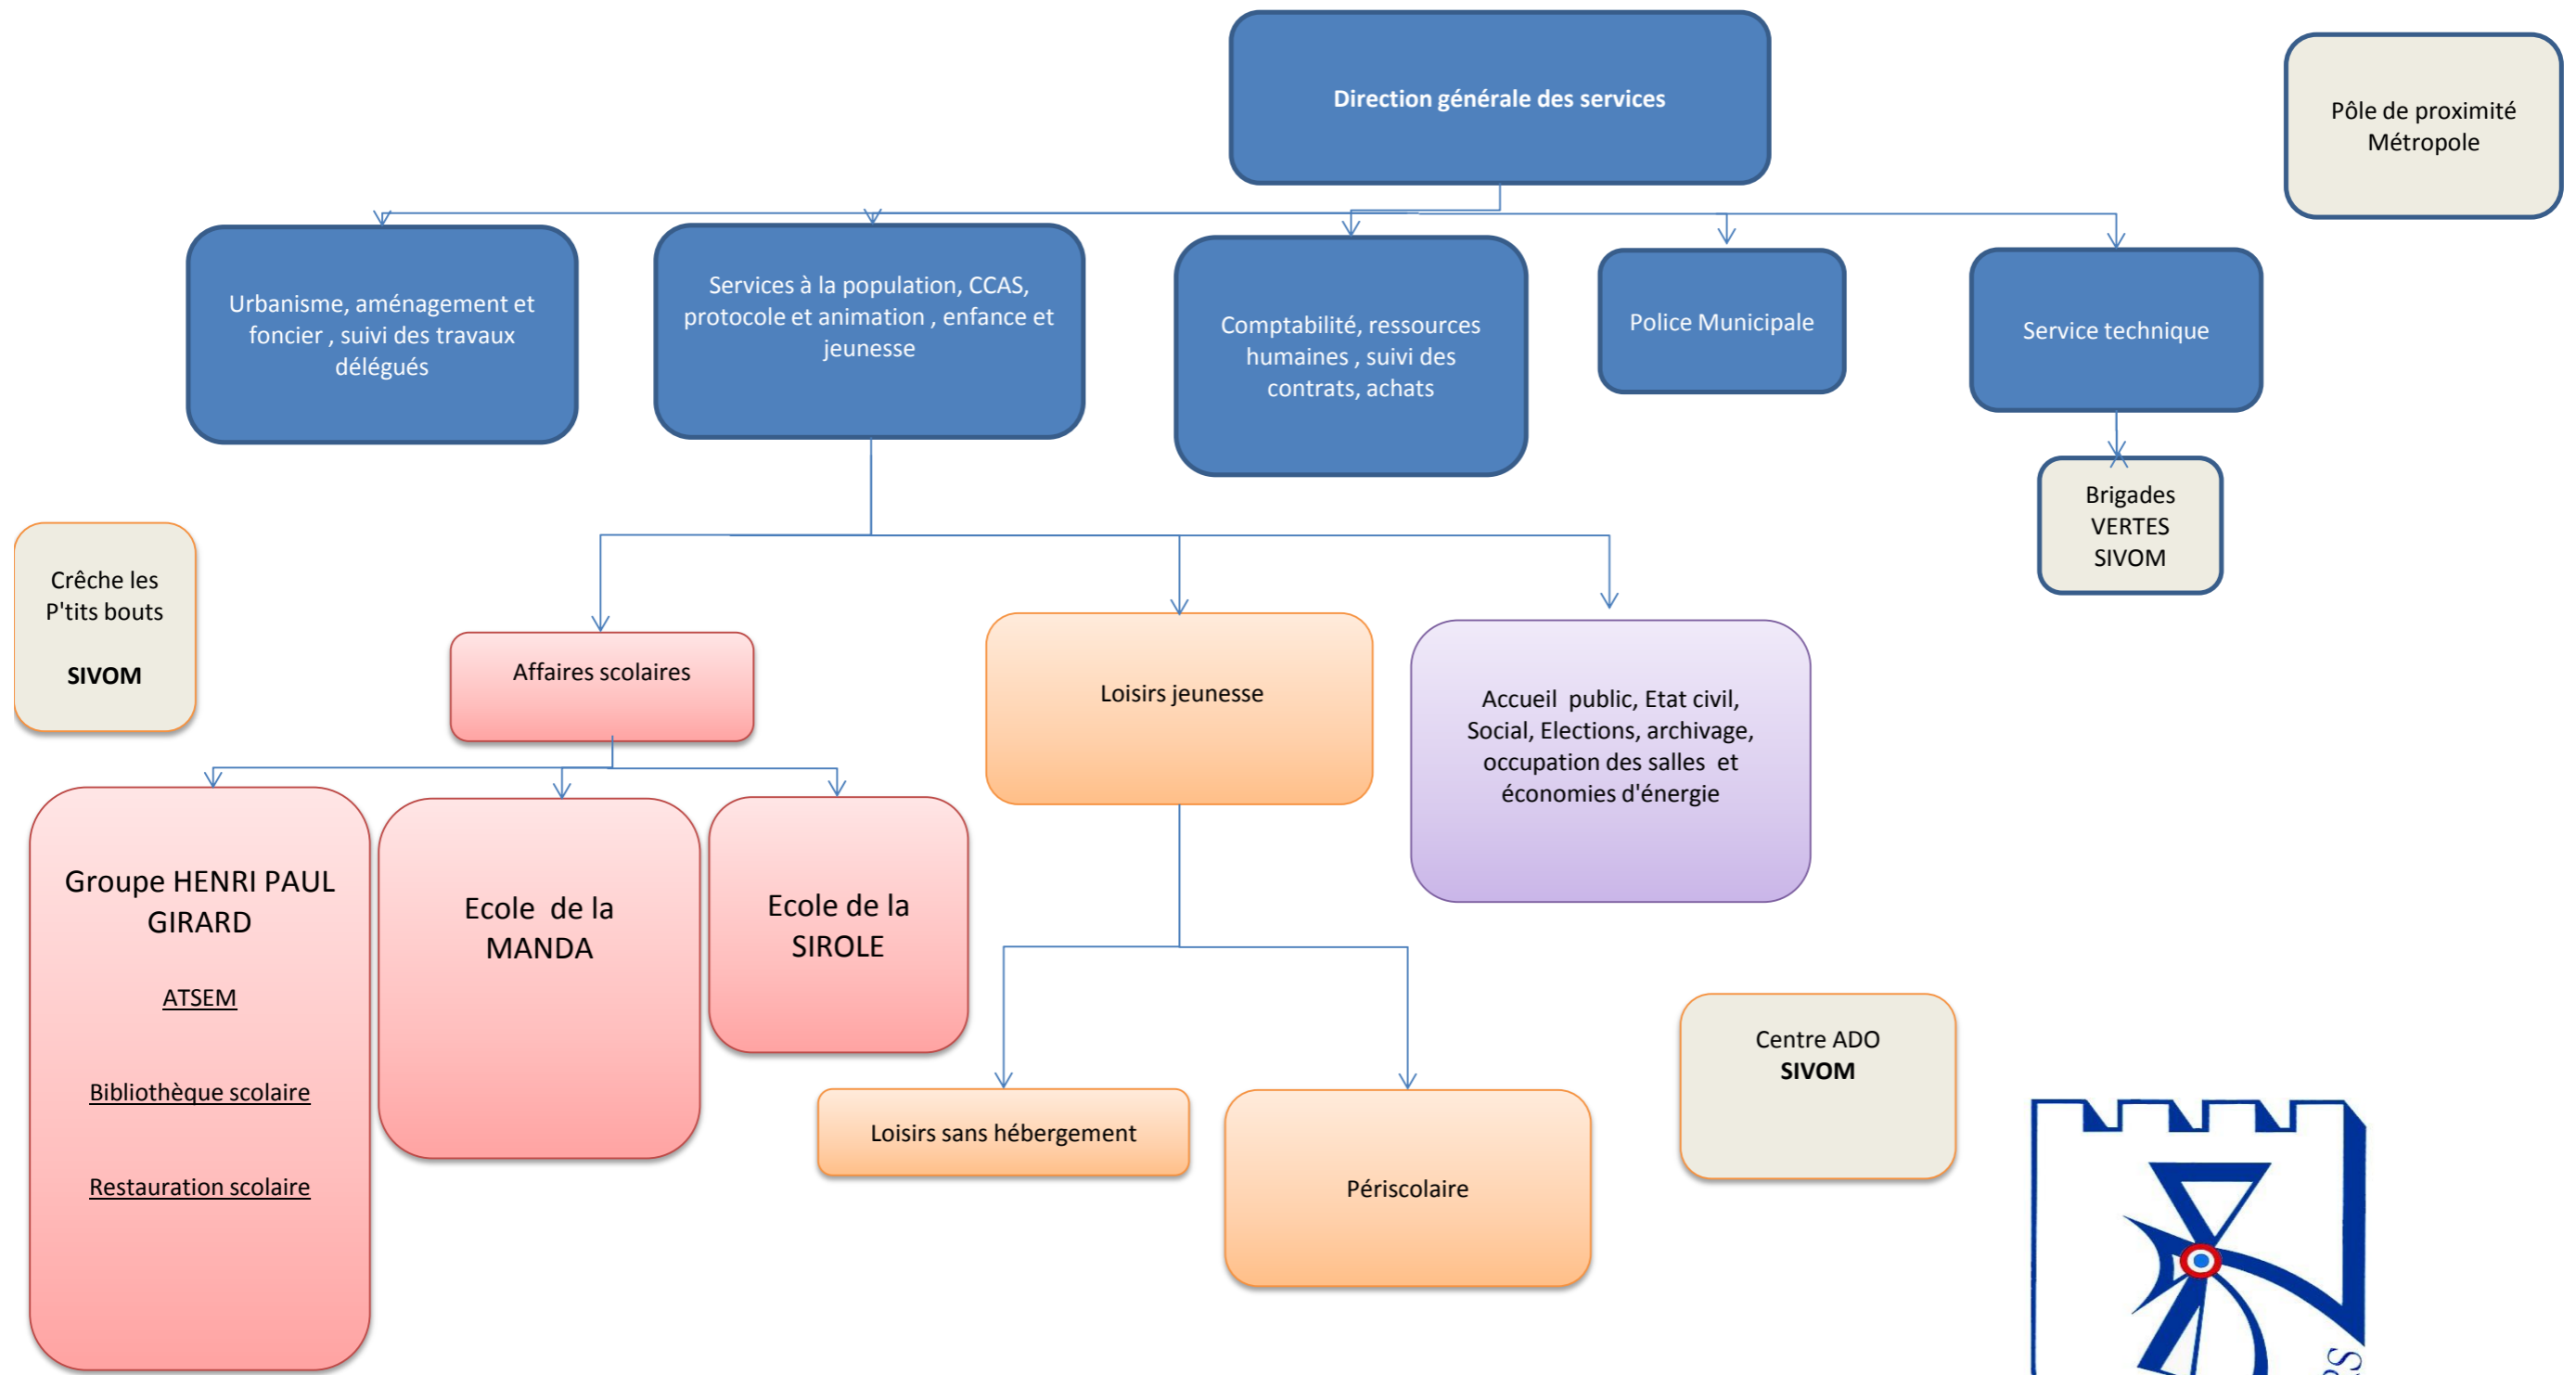 Direction générale des services
Pôle de proximité
Métropole
Urbanisme, aménagement et
foncier , suivi des travaux
délégués
Services à la population, CCAS,
protocole et animation , enfance et
jeunesse
Comptabilité, ressources
humaines , suivi des
contrats, achats
Police Municipale
Service technique
Brigades
VERTES
SIVOM
Crêche les
P'tits bouts
SIVOM
Affaires scolaires
Loisirs jeunesse
Accueil  public, Etat civil,
Social, Elections, archivage,
occupation des salles  et
économies d'énergie
Groupe HENRI PAUL
GIRARD
ATSEM
Bibliothèque scolaire
Restauration scolaire
Ecole  de la
MANDA
Ecole de la
SIROLE
Loisirs sans hébergement
Périscolaire
Centre ADO
SIVOM